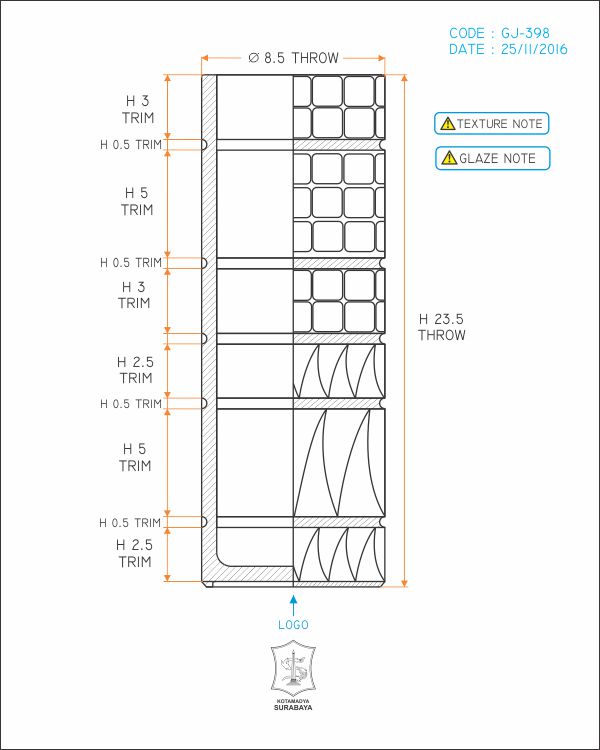 CODE : GJ-398
DATE : 25/11/2016
Ø 8.5 THROW
H 3
TRIM
H 0.5 TRIM
TEXTURE NOTE
GLAZE NOTE
H 5
TRIM
H 0.5 TRIM
H 3
TRIM
H 23.5
THROW
H 2.5
TRIM
H 0.5 TRIM
H 5
TRIM
H 0.5 TRIM
H 2.5
TRIM
LOGO
KOTAMADYA
SURABAYA